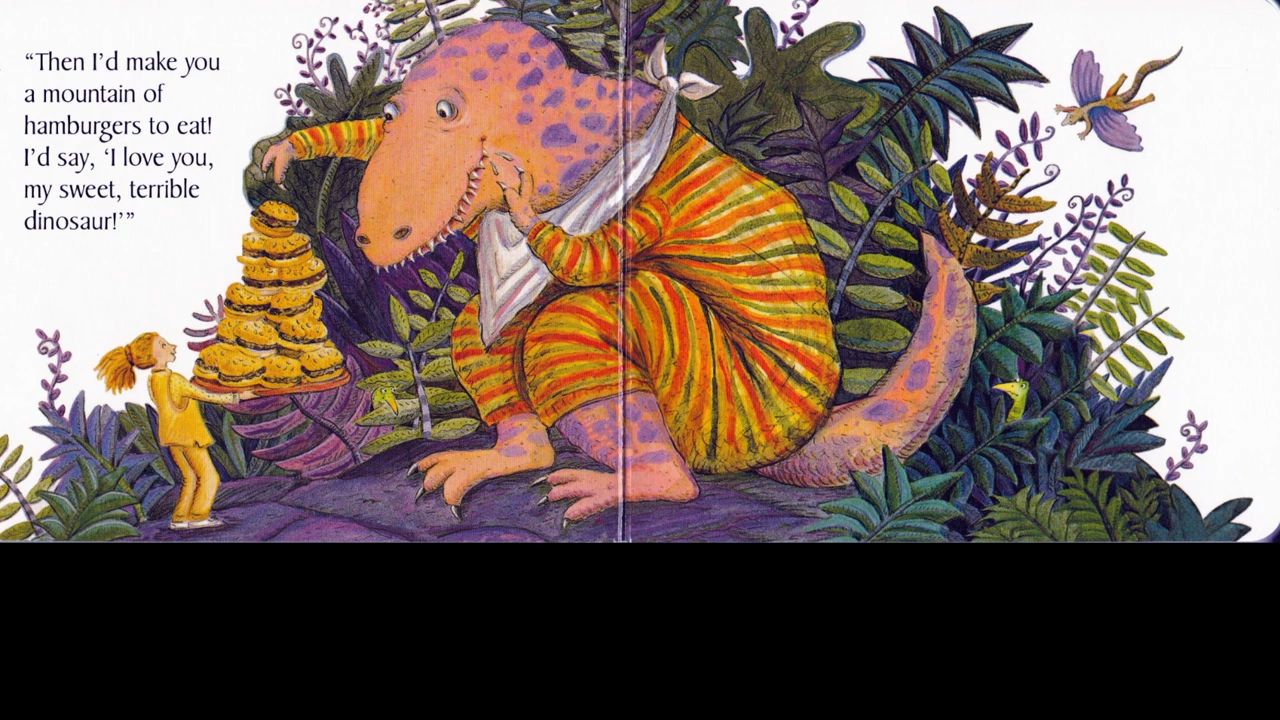 “Then I’d make you
a mountain of
hamburgers to eat!
I’d say, ‘I love you,
my sweet, terrible
dinosaur!’”